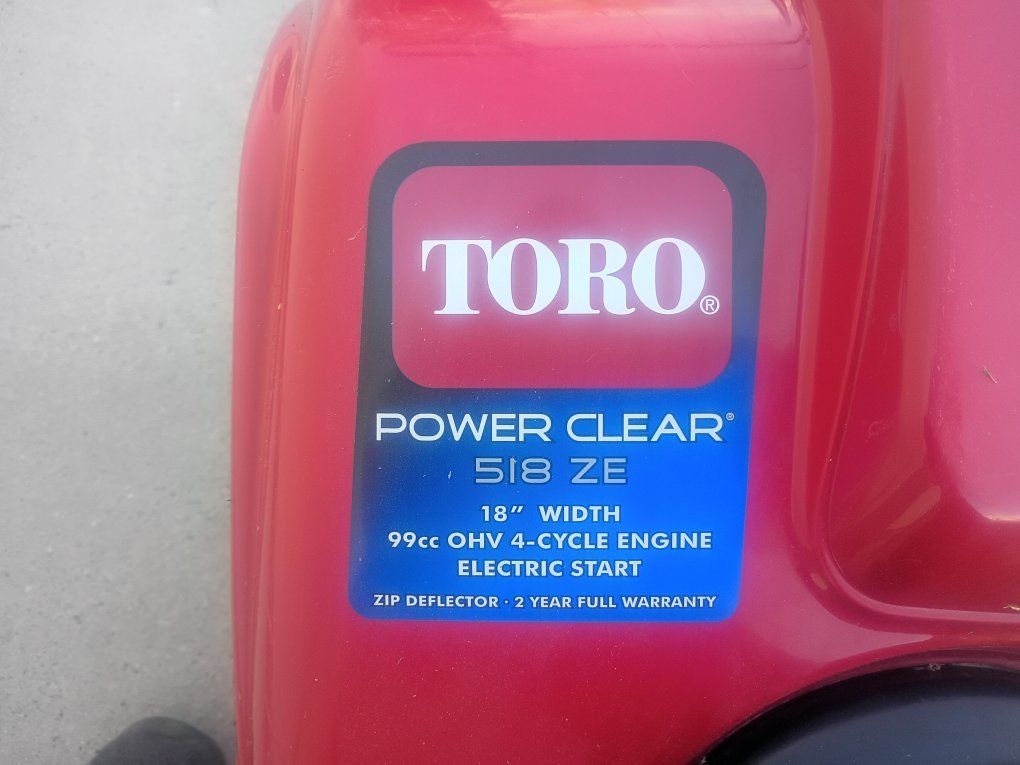 TORO®
POWER CLEAR®
518 ZE
18” WIDTH
99cc OHV 4-CYCLE ENGINE
ELECTRIC START
ZIP DEFLECTOR · 2 YEAR FULL WARRANTY